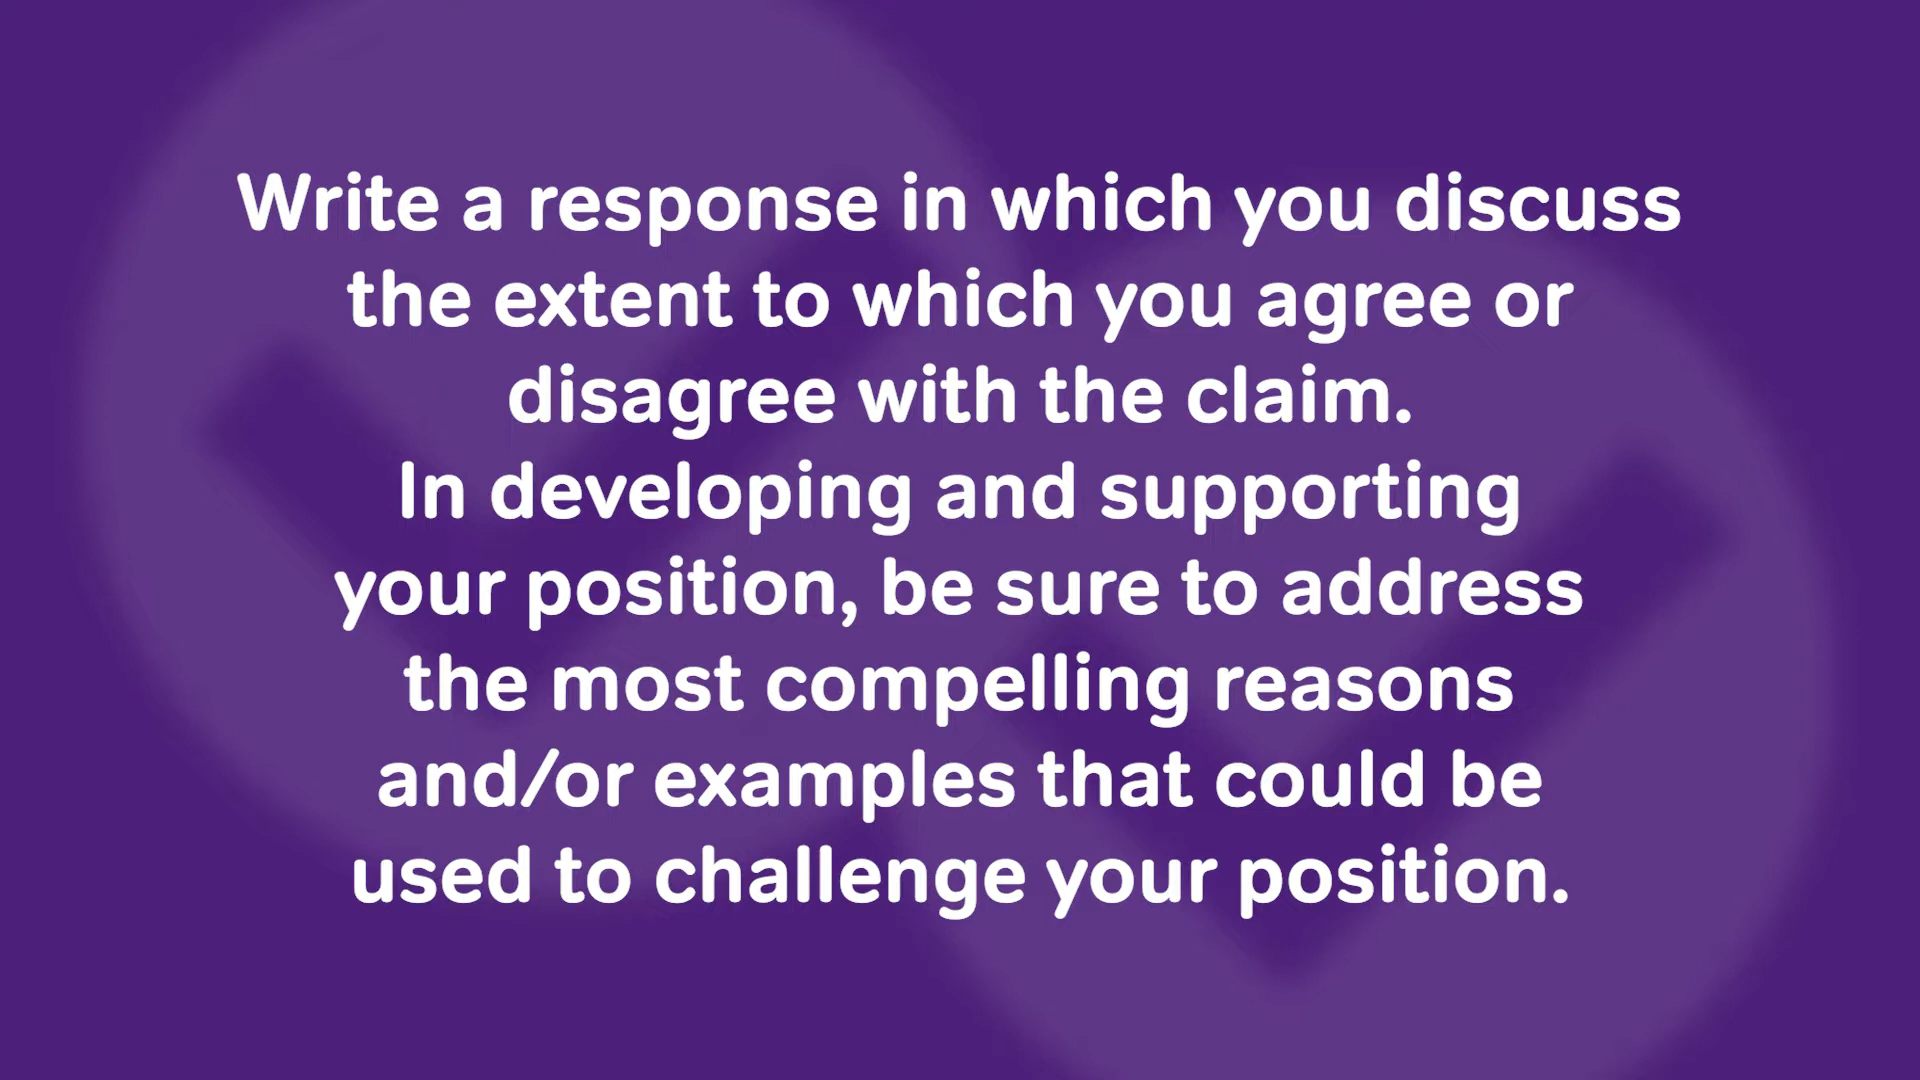 Write a response in which you discuss
the extent to which you agree or
disagree with the claim.
In developing and supporting
your position, be sure to address
the most compelling reasons
and/or examples that could be
used to challenge your position.